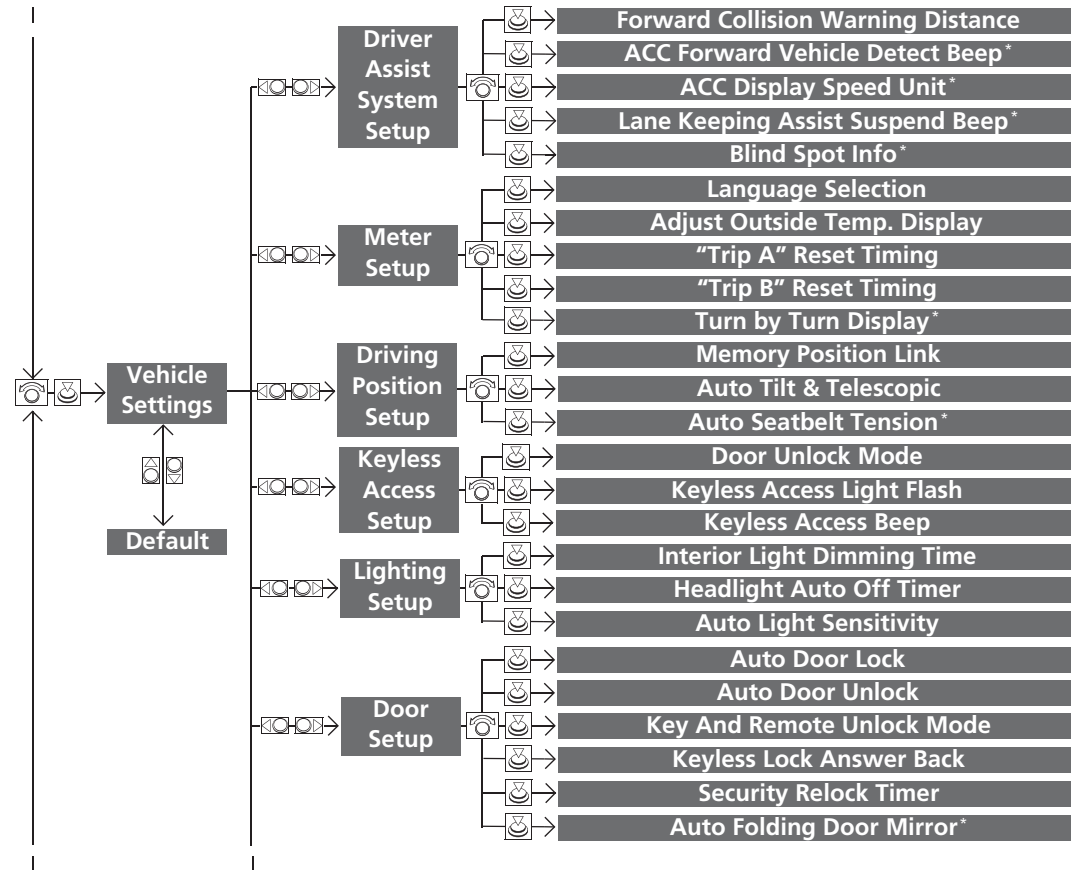 Driver
Assist
System
Setup
Forward Collision Warning Distance
ACC Forward Vehicle Detect Beep*
ACC Display Speed Unit*
Lane Keeping Assist Suspend Beep*
Blind Spot Info*
Meter
Setup
Language Selection
Adjust Outside Temp. Display
“Trip A” Reset Timing
“Trip B” Reset Timing
Turn by Turn Display*
Vehicle
Settings
Default
Driving
Position
Setup
Memory Position Link
Auto Tilt & Telescopic
Auto Seatbelt Tension*
Keyless
Access
Setup
Door Unlock Mode
Keyless Access Light Flash
Keyless Access Beep
Lighting
Setup
Interior Light Dimming Time
Headlight Auto Off Timer
Auto Light Sensitivity
Door
Setup
Auto Door Lock
Auto Door Unlock
Key And Remote Unlock Mode
Keyless Lock Answer Back
Security Relock Timer
Auto Folding Door Mirror*